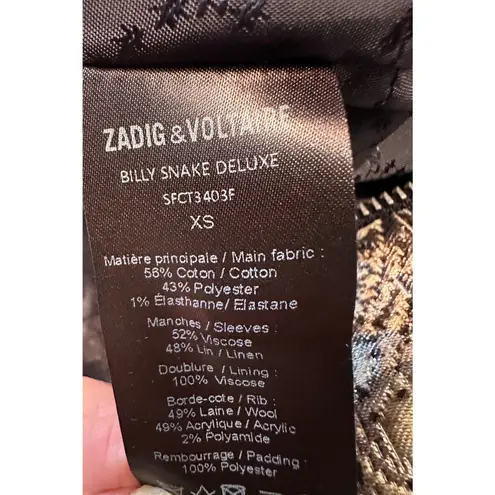 ZADIG & VOLTAIRE
BILLY SNAKE DELUXE
SFCT3403F
XS
Matière principale / Main fabric :
56% Coton / Cotton
43% Polyester
1% Élasthanne/ Elastane
Manches / Sleeves :
52% Viscose
48% Lin / Linen
Doublure / Lining :
100% Viscose
Borde-cote / Rib :
49% Laine / Wool
49% Acrylique / Acrylic
2% Polyamide
Rembourrage / Padding :
100% Polyester